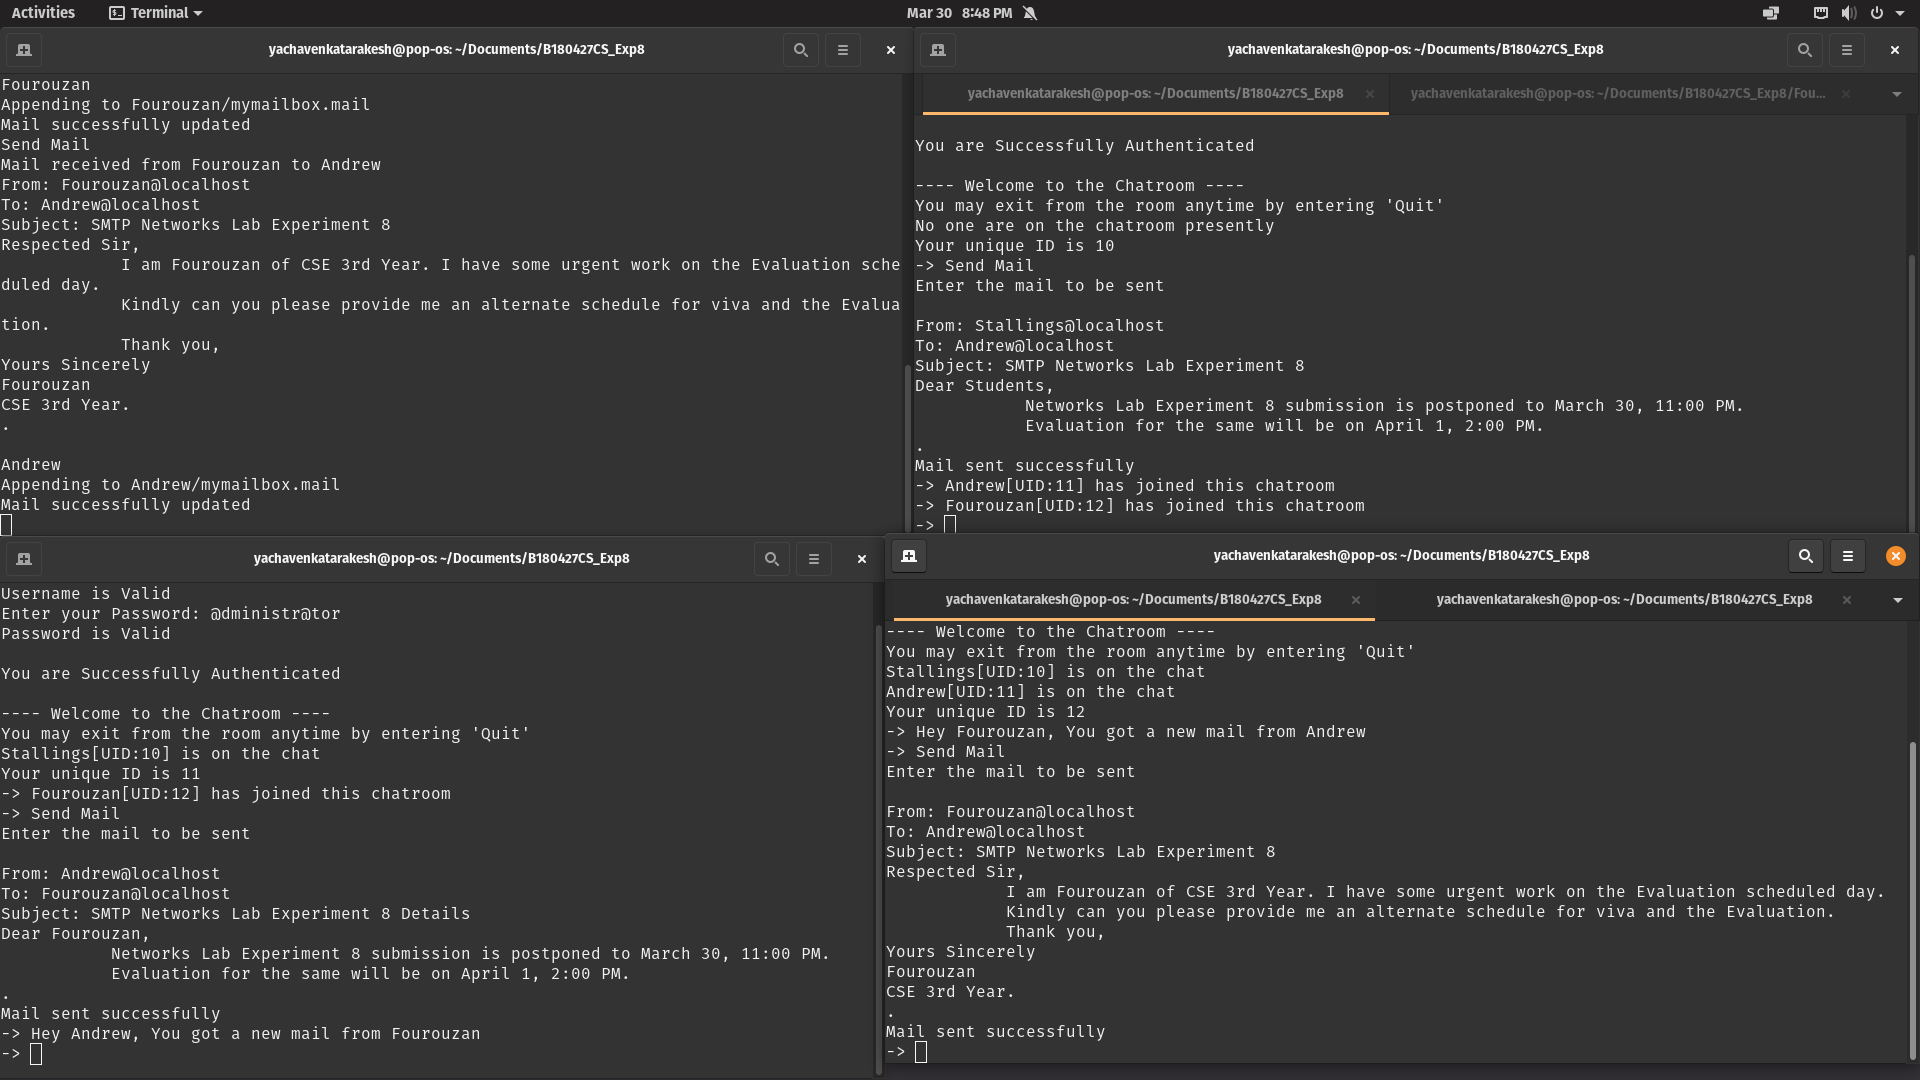 Activities
Terminal
Mar 30 8:48 PM
yachavenkatarakesh@pop-os: ~/Documents/B180427CS_Exp8
Fourouzan
Appending to Fourouzan/mymailbox.mail
Mail successfully updated
Send Mail
Mail received from Fourouzan to Andrew
From: Fourouzan@localhost
To: Andrew@localhost
Subject: SMTP Networks Lab Experiment 8
Respected Sir,
I am Fourouzan of CSE 3rd Year. I have some urgent work on the Evaluation sche
duled day.
Kindly can you please provide me an alternate schedule for viva and the Evalua
tion.
Thank you,
Yours Sincerely
Fourouzan
CSE 3rd Year.
.
Andrew
Appending to Andrew/mymailbox.mail
Mail successfully updated
yachavenkatarakesh@pop-os: ~/Documents/B180427CS_Exp8
yachavenkatarakesh@pop-os: ~/Documents/B180427CS_Exp8
yachavenkatarakesh@pop-os: ~/Documents/B180427CS_Exp8/Fou...
You are Successfully Authenticated
---- Welcome to the Chatroom ----
You may exit from the room anytime by entering 'Quit'
No one are on the chatroom presently
Your unique ID is 10
-> Send Mail
Enter the mail to be sent
From: Stallings@localhost
To: Andrew@localhost
Subject: SMTP Networks Lab Experiment 8
Dear Students,
Networks Lab Experiment 8 submission is postponed to March 30, 11:00 PM.
Evaluation for the same will be on April 1, 2:00 PM.
.
Mail sent successfully
-> Andrew[UID:11] has joined this chatroom
-> Fourouzan[UID:12] has joined this chatroom
->
yachavenkatarakesh@pop-os: ~/Documents/B180427CS_Exp8
Username is Valid
Enter your Password: @dministr@tor
Password is Valid
You are Successfully Authenticated
---- Welcome to the Chatroom ----
You may exit from the room anytime by entering 'Quit'
Stallings[UID:10] is on the chat
Your unique ID is 11
-> Fourouzan[UID:12] has joined this chatroom
-> Send Mail
Enter the mail to be sent
From: Andrew@localhost
To: Fourouzan@localhost
Subject: SMTP Networks Lab Experiment 8 Details
Dear Fourouzan,
Networks Lab Experiment 8 submission is postponed to March 30, 11:00 PM.
Evaluation for the same will be on April 1, 2:00 PM.
.
Mail sent successfully
-> Hey Andrew, You got a new mail from Fourouzan
->
yachavenkatarakesh@pop-os: ~/Documents/B180427CS_Exp8
yachavenkatarakesh@pop-os: ~/Documents/B180427CS_Exp8
yachavenkatarakesh@pop-os: ~/Documents/B180427CS_Exp8
---- Welcome to the Chatroom ----
You may exit from the room anytime by entering 'Quit'
Stallings[UID:10] is on the chat
Andrew[UID:11] is on the chat
Your unique ID is 12
-> Hey Fourouzan, You got a new mail from Andrew
-> Send Mail
Enter the mail to be sent
From: Fourouzan@localhost
To: Andrew@localhost
Subject: SMTP Networks Lab Experiment 8
Respected Sir,
I am Fourouzan of CSE 3rd Year. I have some urgent work on the Evaluation scheduled day.
Kindly can you please provide me an alternate schedule for viva and the Evaluation.
Thank you,
Yours Sincerely
Fourouzan
CSE 3rd Year.
.
Mail sent successfully
->